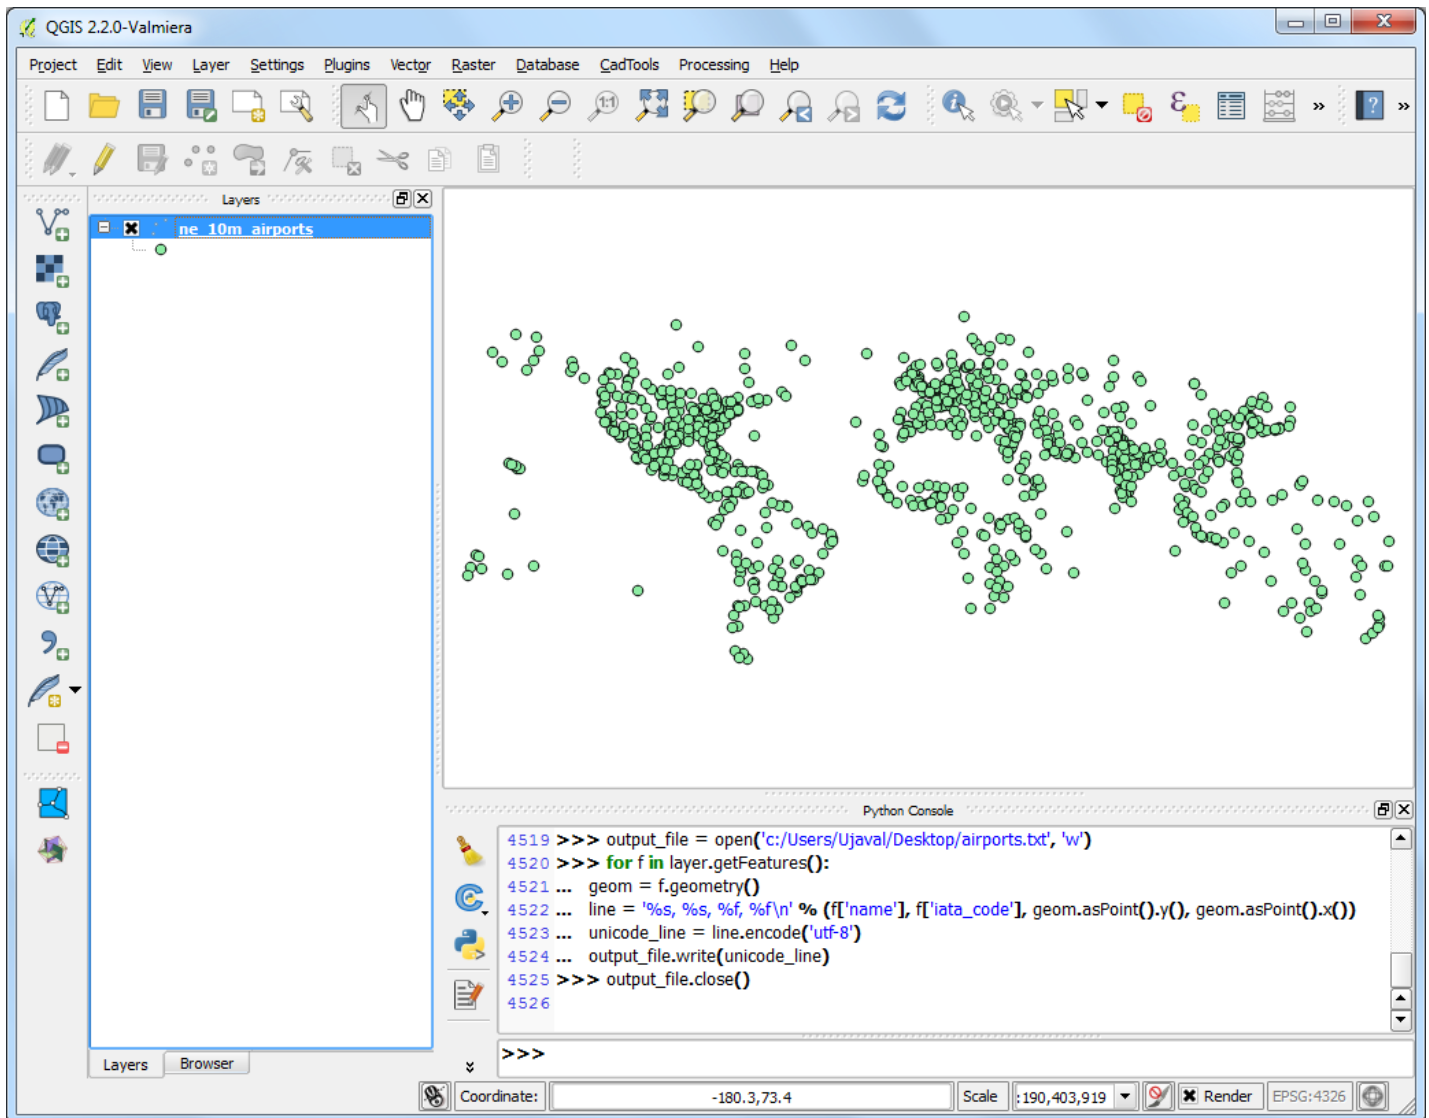 QGIS 2.2.0-Valmiera
Project Edit View Layer Settings Plugins Vector Raster Database CadTools Processing Help
Layers
ne_10m_airports
Python Console
4519 >>> output_file = open('c:/Users/Ujaval/Desktop/airports.txt', 'w')
4520 >>> for f in layer.getFeatures():
4521 ... geom = f.geometry()
4522 ... line = '%s, %s, %f, %f\n' % (f['name'], f['iata_code'], geom.asPoint().y(), geom.asPoint().x())
4523 ... unicode_line = line.encode('utf-8')
4524 ... output_file.write(unicode_line)
4525 >>> output_file.close()
4526
>>>
Layers Browser
Coordinate: -180.3,73.4 Scale :190,403,919 Render EPSG:4326